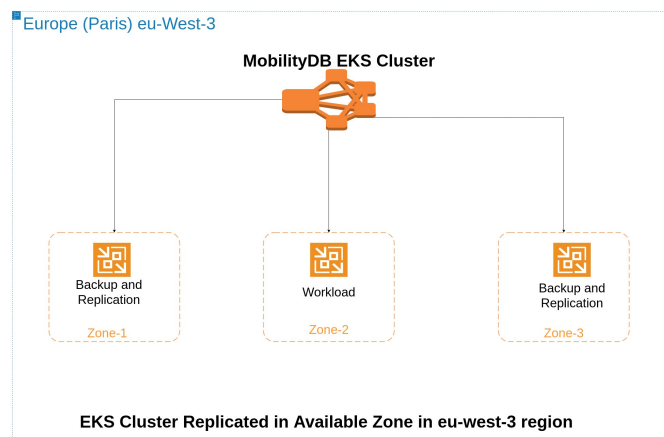 Europe (Paris) eu-West-3
MobilityDB EKS Cluster
Backup and
Replication
Zone-1
Workload
Zone-2
Backup and
Replication
Zone-3
EKS Cluster Replicated in Available Zone in eu-west-3 region